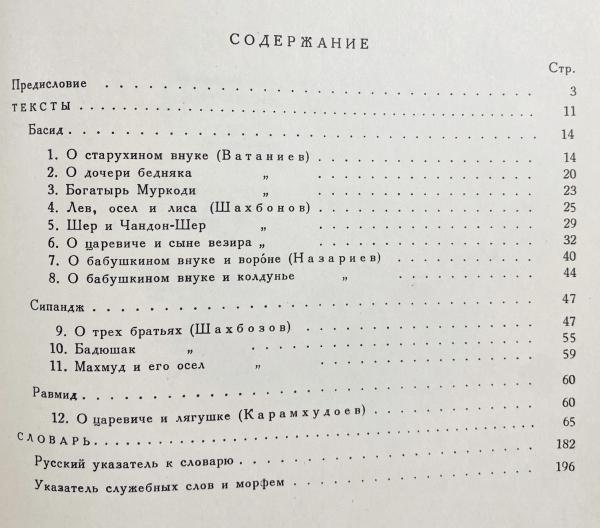 СОДЕРЖАНИЕ
Стр.
Предисловие . . . . . . . . . . . . . . . . . . . . 3
ТЕКСТЫ . . . . . . . . . . . . . . . . . . . . 11
Басид . . . . . . . . . . . . . . . . . . . . 14
1. О старухином внуке (Ватаниев) . . . . . . . . . . 14
2. О дочери бедняка „ . . . . . . . . . . 20
3. Богатырь Муркоди „ . . . . . . . . . . 23
4. Лев, осел и лиса (Шахбонов) . . . . . . . . . . 25
5. Шер и Чандон-Шер „ . . . . . . . . . . 29
6. О царевиче и сыне везира „ . . . . . . . . . . 32
7. О бабушкином внуке и воро́не (Назариев) . . . . . . 40
8. О бабушкином внуке и колдунье „ . . . . . . 44
Сипандж . . . . . . . . . . . . . . . . . . . . 47
9. О трех братьях (Шахбозов) . . . . . . . . . . 47
10. Бадюшак „ . . . . . . . . . . 55
11. Махмуд и его осел „ . . . . . . . . . . 59
Равмид . . . . . . . . . . . . . . . . . . . . 60
12. О царевиче и лягушке (Карамхудоев) . . . . . . . . 60
СЛОВАРЬ . . . . . . . . . . . . . . . . . . . . 65
Русский указатель к словарю . . . . . . . . . . 182
Указатель служебных слов и морфем . . . . . . . . . . 196